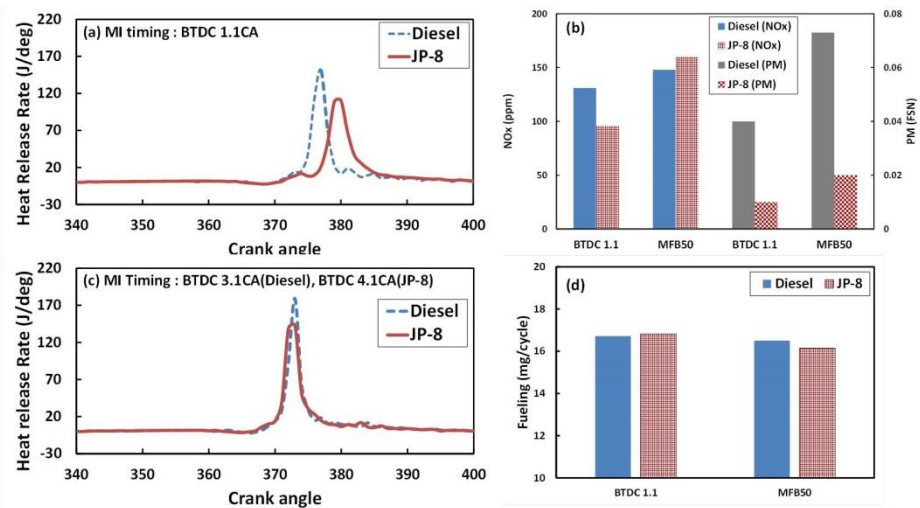 (a) MI timing : BTDC 1.1CA
Diesel
JP-8
Heat Release Rate (J/deg)
220
170
120
70
20
-30
340 350 360 370 380 390 400
Crank angle
(b)
Diesel (NOx)
JP-8 (NOx)
Diesel (PM)
JP-8 (PM)
NOx (ppm)
200
150
100
50
0
PM (FSN)
0.08
0.06
0.04
0.02
0
BTDC 1.1 MFB50 BTDC 1.1 MFB50
(c) MI Timing : BTDC 3.1CA(Diesel), BTDC 4.1CA(JP-8)
Diesel
JP-8
Heat release Rate (J/deg)
220
170
120
70
20
-30
340 350 360 370 380 390 400
Crank angle
(d)
Diesel JP-8
Fueling (mg/cycle)
20
18
16
14
12
10
BTDC 1.1 MFB50